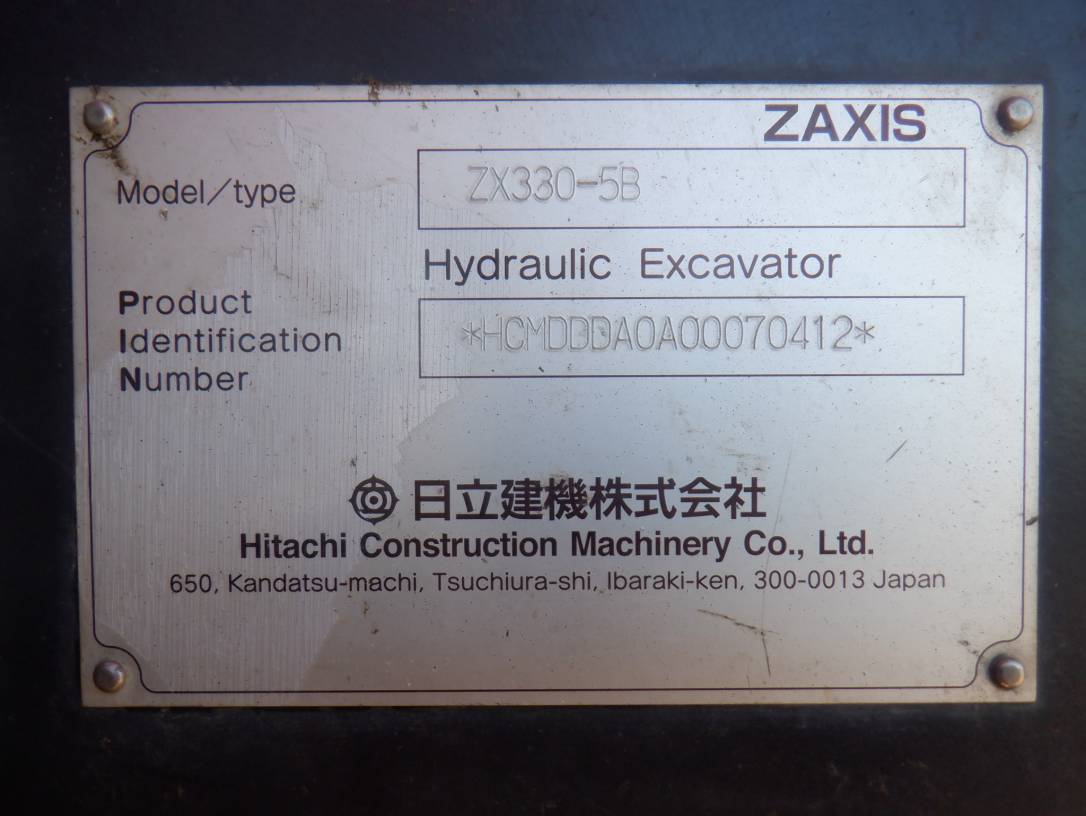 ZAXIS
Model/type
ZX330-5B
Hydraulic Excavator
Product
Identification
Number
*HCMDDDA0A00070412*
日立建機株式会社
Hitachi Construction Machinery Co., Ltd.
650, Kandatsu-machi, Tsuchiura-shi, Ibaraki-ken, 300-0013 Japan